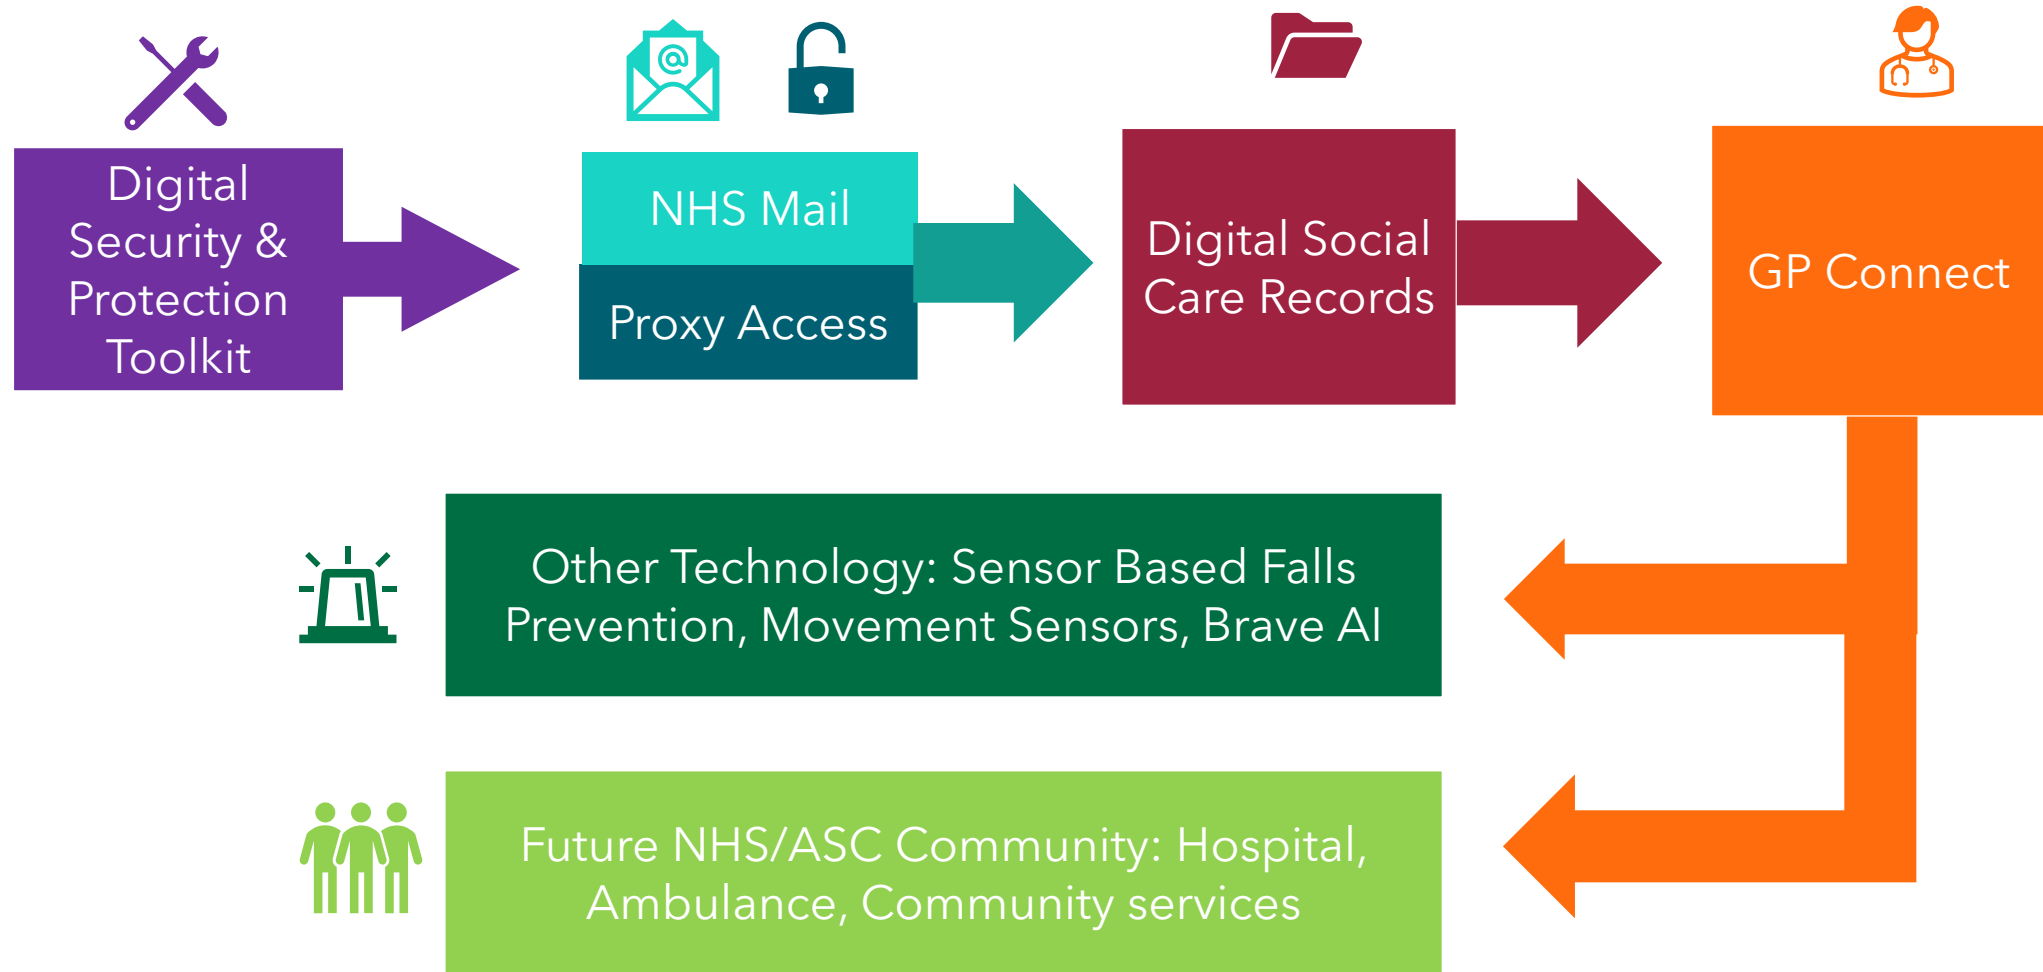 @
Digital
Security &
Protection
Toolkit
NHS Mail
Proxy Access
Digital Social
Care Records
GP Connect
Other Technology: Sensor Based Falls
Prevention, Movement Sensors, Brave AI
Future NHS/ASC Community: Hospital,
Ambulance, Community services